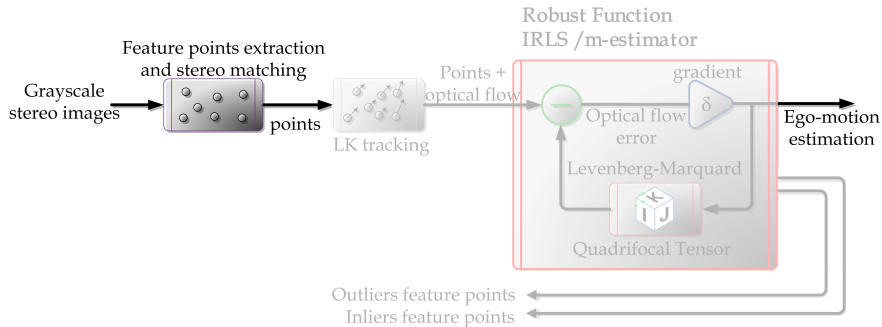 Robust Function
IRLS /m-estimator
Feature points extraction
and stereo matching
Grayscale
stereo images
points
LK tracking
Points +
optical flow
gradient
δ
Optical flow
error
Ego-motion
estimation
Levenberg-Marquard
I J K
Quadrifocal Tensor
Outliers feature points
Inliers feature points